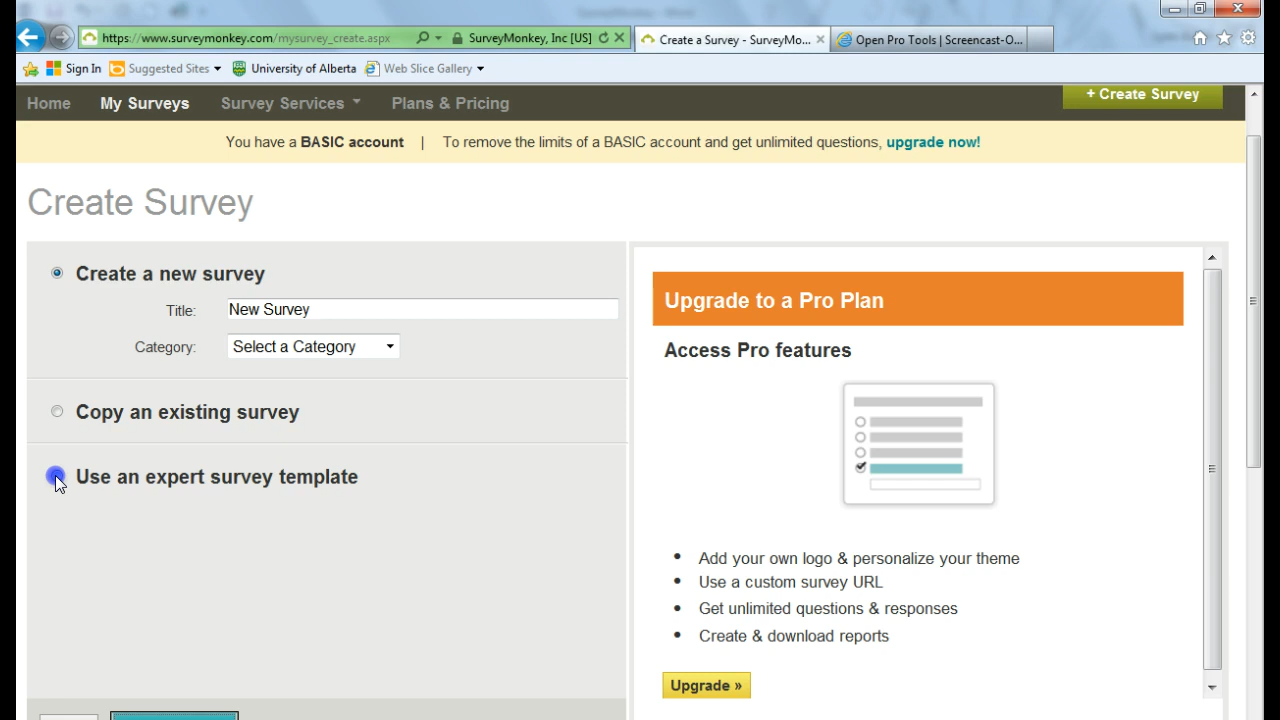 https://www.surveymonkey.com/mysurvey_create.aspx
SurveyMonkey, Inc [US]
Create a Survey - SurveyMo...
Open Pro Tools | Screencast-O...
Sign In
Suggested Sites
University of Alberta
Web Slice Gallery
Home
My Surveys
Survey Services
Plans & Pricing
+ Create Survey
You have a BASIC account | To remove the limits of a BASIC account and get unlimited questions, upgrade now!
Create Survey
Create a new survey
Title:
New Survey
Category:
Select a Category
Copy an existing survey
Use an expert survey template
Upgrade to a Pro Plan
Access Pro features
• Add your own logo & personalize your theme
• Use a custom survey URL
• Get unlimited questions & responses
• Create & download reports
Upgrade »